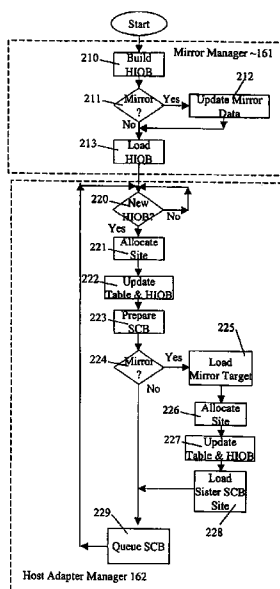 Start
Mirror Manager ~161
210
Build
HIOB
211
Mirror
?
Yes
212
Update Mirror
Data
No
213
Load
HIOB
220
New
HIOB?
No
Yes
221
Allocate
Site
222
Update
Table & HIOB
223
Prepare
SCB
224
Mirror
?
Yes
225
Load
Mirror Target
No
226
Allocate
Site
227
Update
Table & HIOB
Load
Sister SCB
Site
228
229
Queue SCB
Host Adapter Manager 162